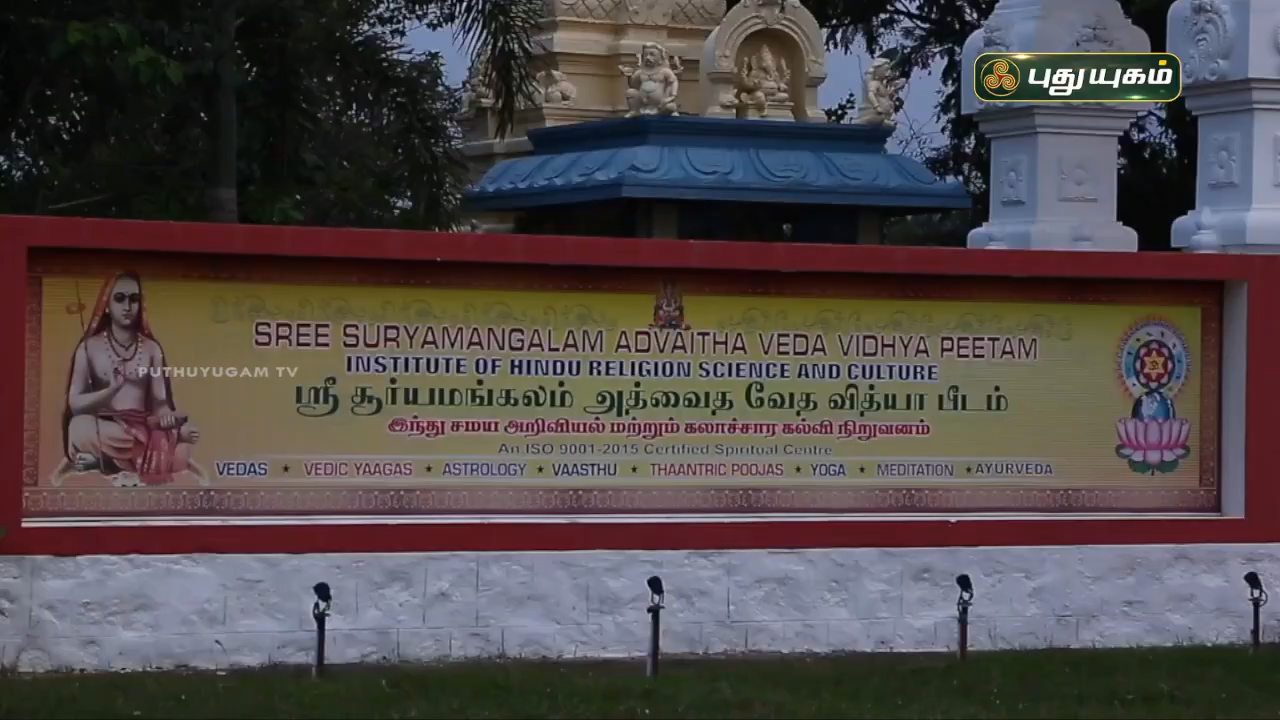 புதுயுகம்
SREE SURYAMANGALAM ADVAITHA VEDA VIDHYA PEETAM
INSTITUTE OF HINDU RELIGION SCIENCE AND CULTURE
PUTHUYUGAM TV
ஸ்ரீ சூர்யமங்கலம் அத்வைத வேத வித்யா பீடம்
இந்து சமய அறிவியல் மற்றும் கலாச்சார கல்வி நிறுவனம்
An ISO 9001-2015 Certified Spiritual Centre
VEDAS ★ VEDIC YAAGAS ★ ASTROLOGY ★ VAASTHU ★ THAANTRIC POOJAS ★ YOGA ★ MEDITATION ★ AYURVEDA